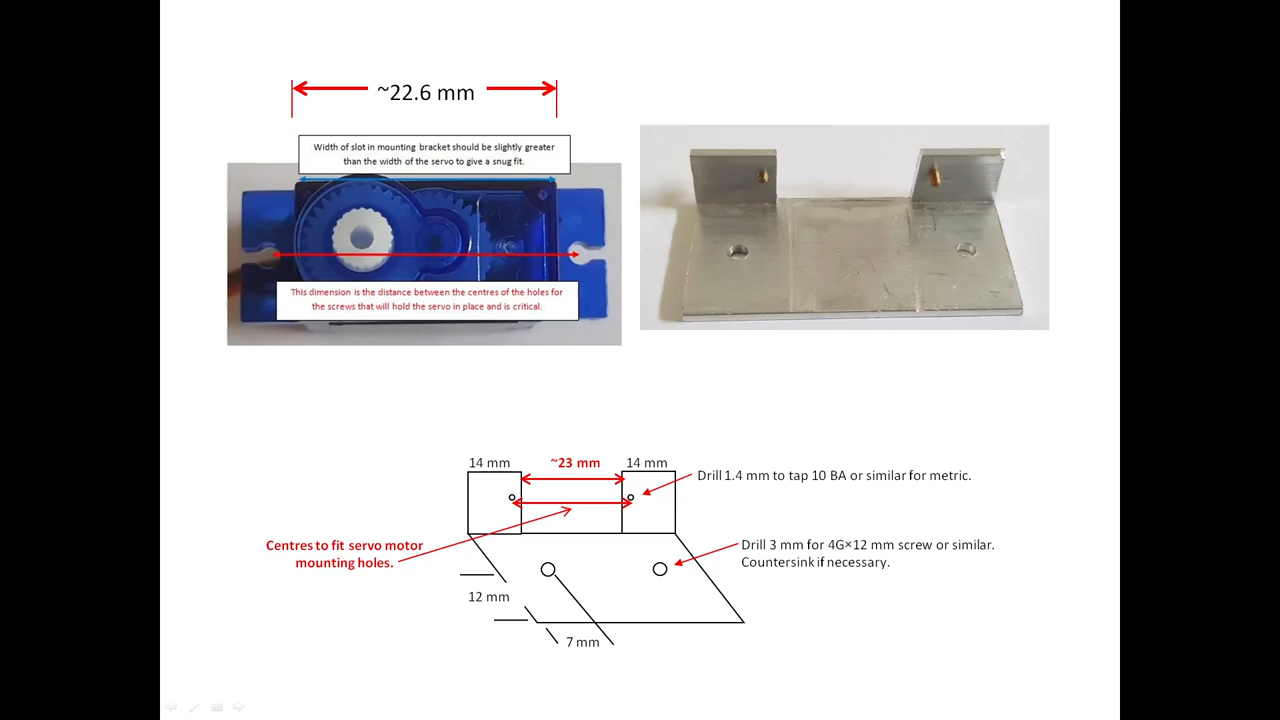 ~22.6 mm
Width of slot in mounting bracket should be slightly greater
than the width of the servo to give a snug fit.
This dimension is the distance between the centres of the holes for
the screws that will hold the servo in place and is critical.
14 mm
~23 mm
14 mm
Drill 1.4 mm to tap 10 BA or similar for metric.
Centres to fit servo motor
mounting holes.
Drill 3 mm for 4G×12 mm screw or similar.
Countersink if necessary.
12 mm
7 mm